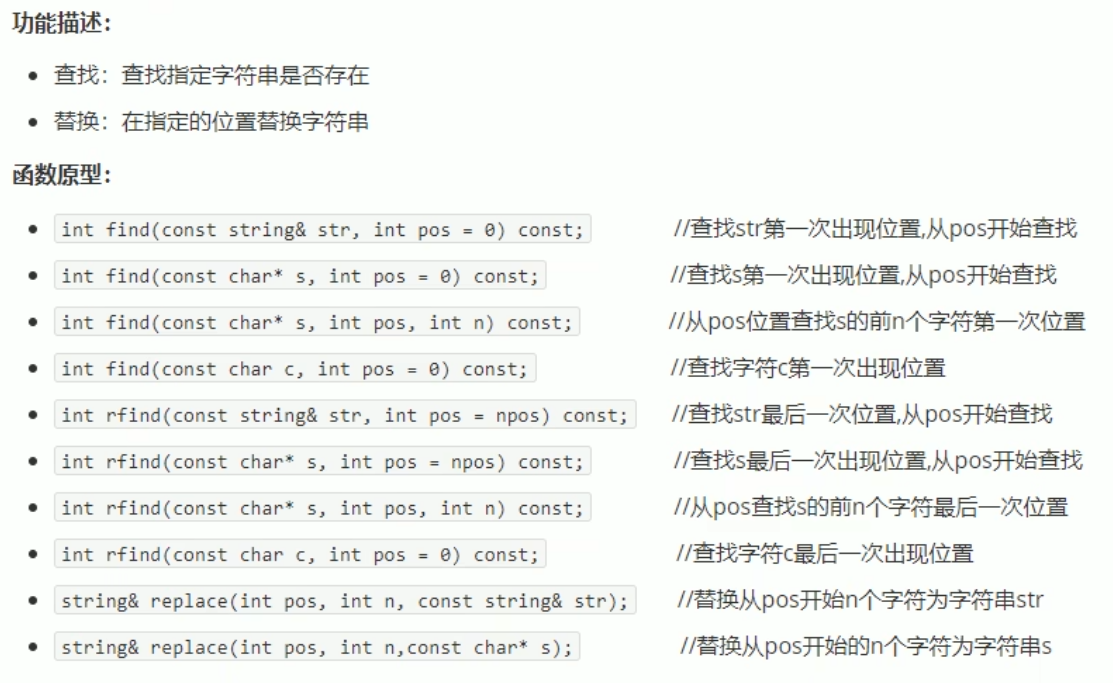 功能描述：
查找：查找指定字符串是否存在
替换：在指定的位置替换字符串
函数原型：
int find(const string& str, int pos = 0) const; //查找str第一次出现位置,从pos开始查找
int find(const char* s, int pos = 0) const; //查找s第一次出现位置,从pos开始查找
int find(const char* s, int pos, int n) const; //从pos位置查找s的前n个字符第一次位置
int find(const char c, int pos = 0) const; //查找字符c第一次出现位置
int rfind(const string& str, int pos = npos) const; //查找str最后一次位置,从pos开始查找
int rfind(const char* s, int pos = npos) const; //查找s最后一次出现位置,从pos开始查找
int rfind(const char* s, int pos, int n) const; //从pos查找s的前n个字符最后一次位置
int rfind(const char c, int pos = 0) const; //查找字符c最后一次出现位置
string& replace(int pos, int n, const string& str); //替换从pos开始n个字符为字符串str
string& replace(int pos, int n,const char* s); //替换从pos开始的n个字符为字符串s